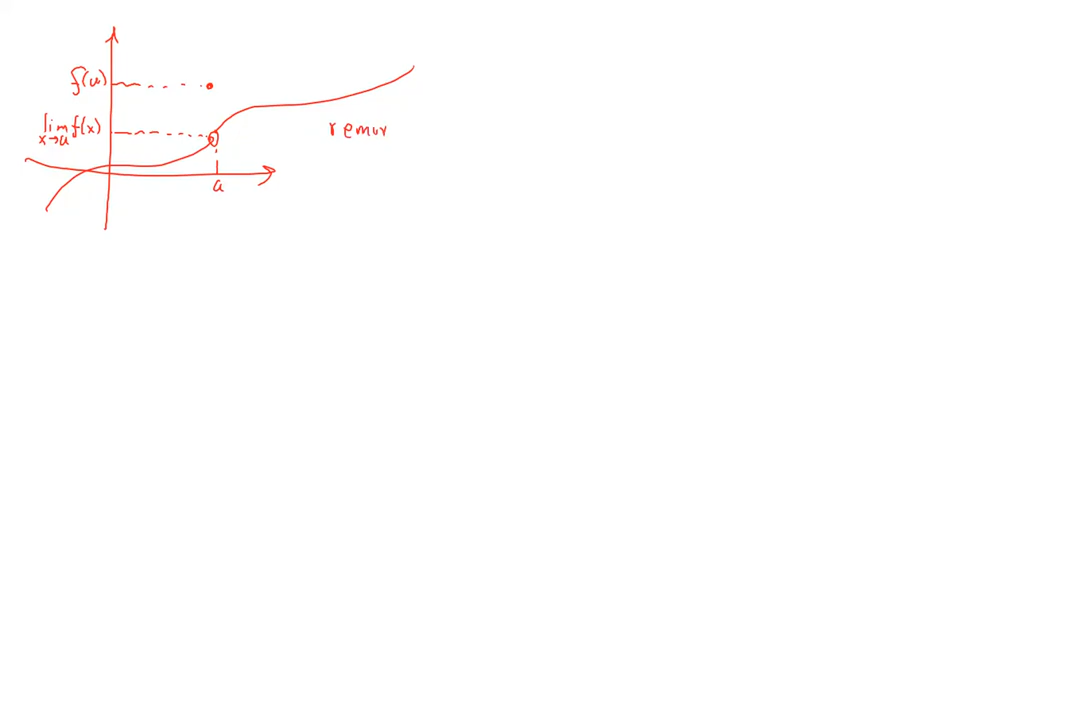 f(a)
lim f(x)
x→a
a
remov